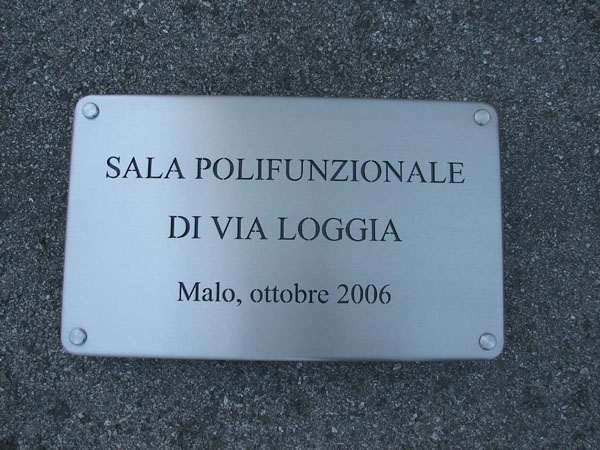 SALA POLIFUNZIONALE
DI VIA LOGGIA
Malo, ottobre 2006